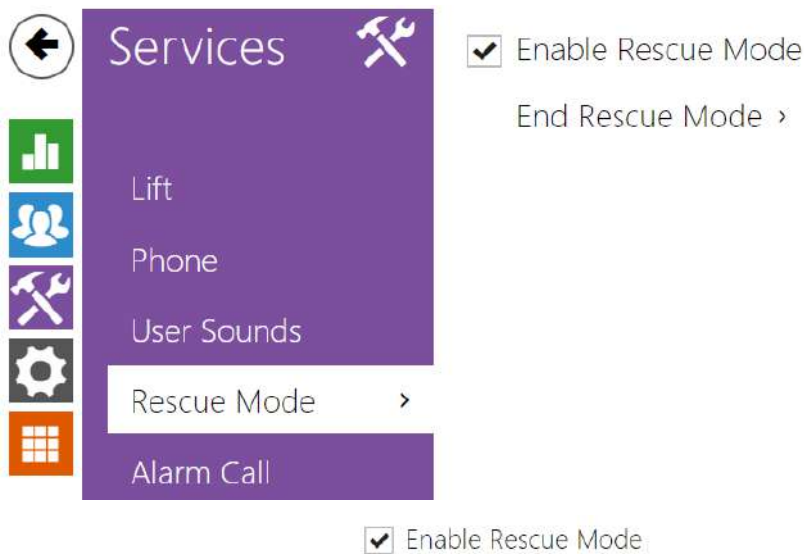 Services
Lift
Phone
User Sounds
Rescue Mode
Alarm Call
Enable Rescue Mode
End Rescue Mode
Enable Rescue Mode